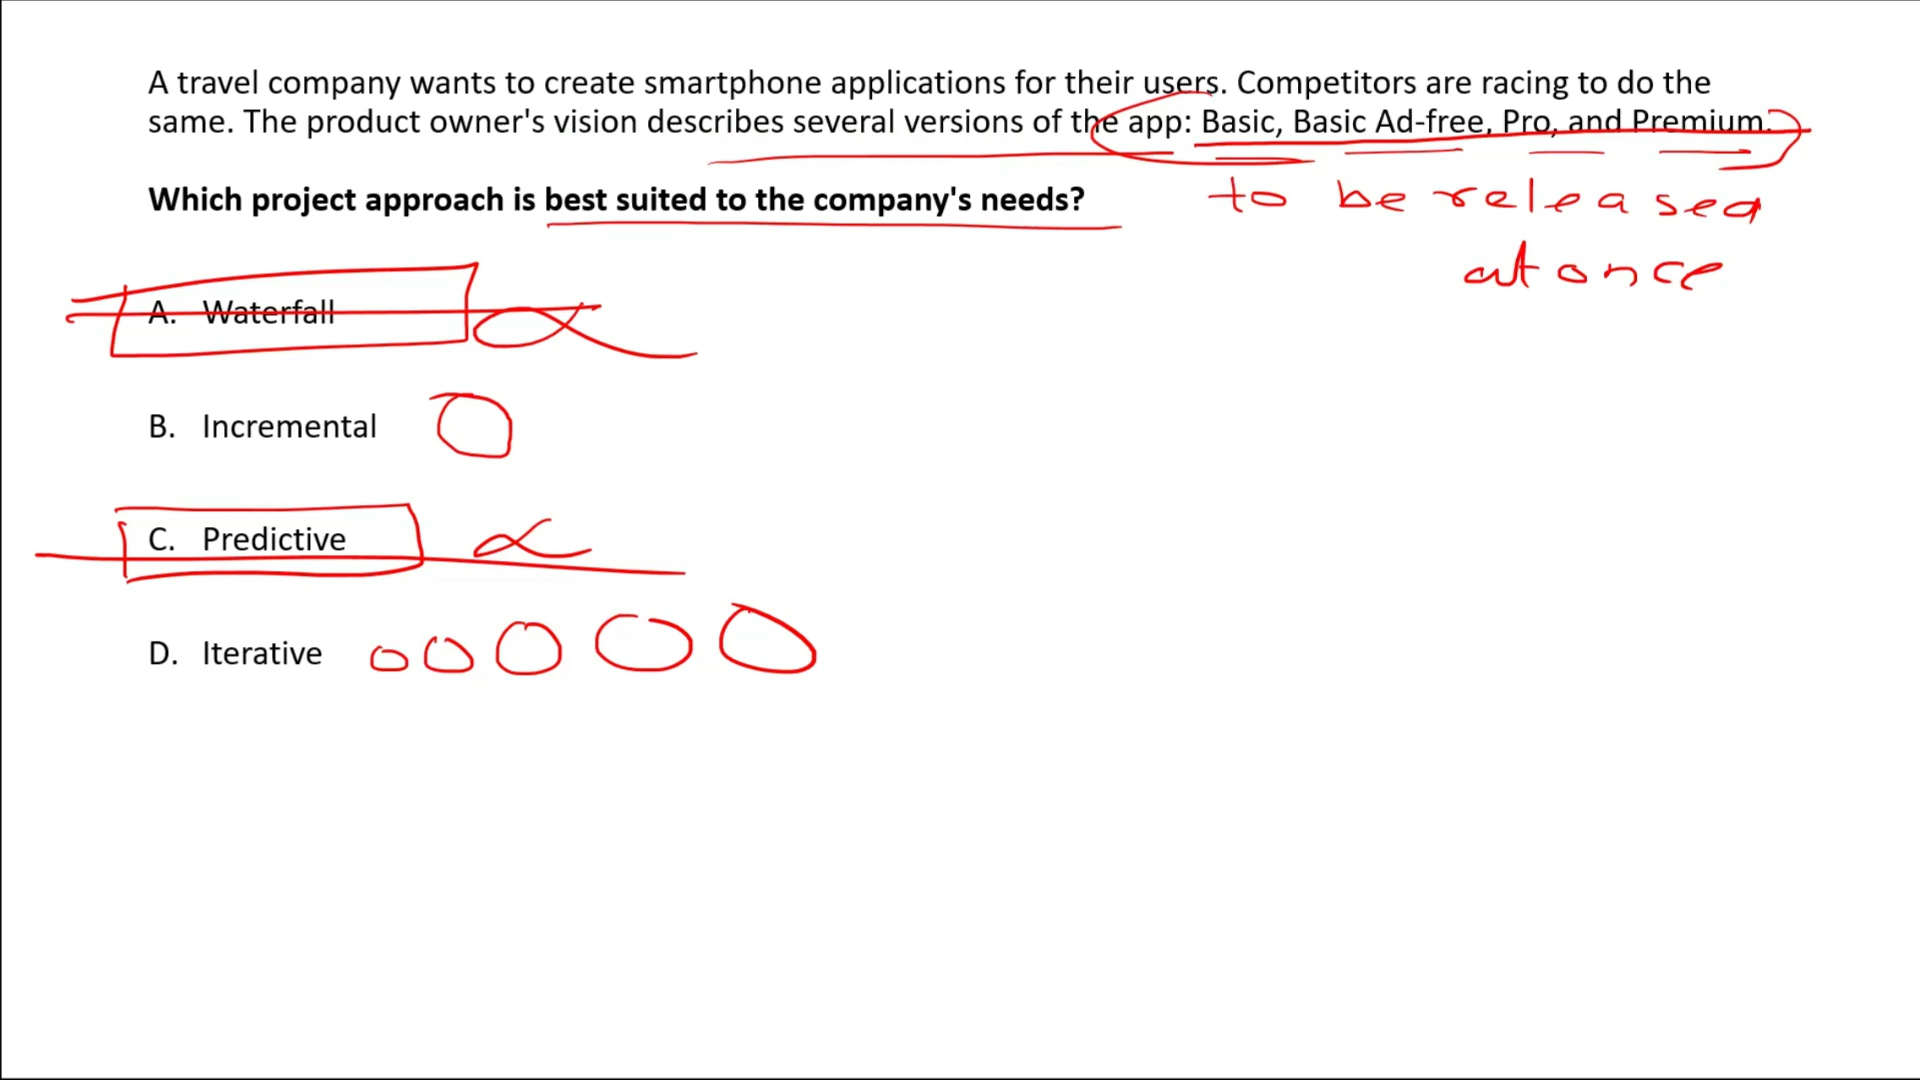 A travel company wants to create smartphone applications for their users. Competitors are racing to do the
same. The product owner's vision describes several versions of the app: Basic, Basic Ad-free, Pro, and Premium.
Which project approach is best suited to the company's needs?
to be released
at once
A. Waterfall
B. Incremental
C. Predictive
D. Iterative